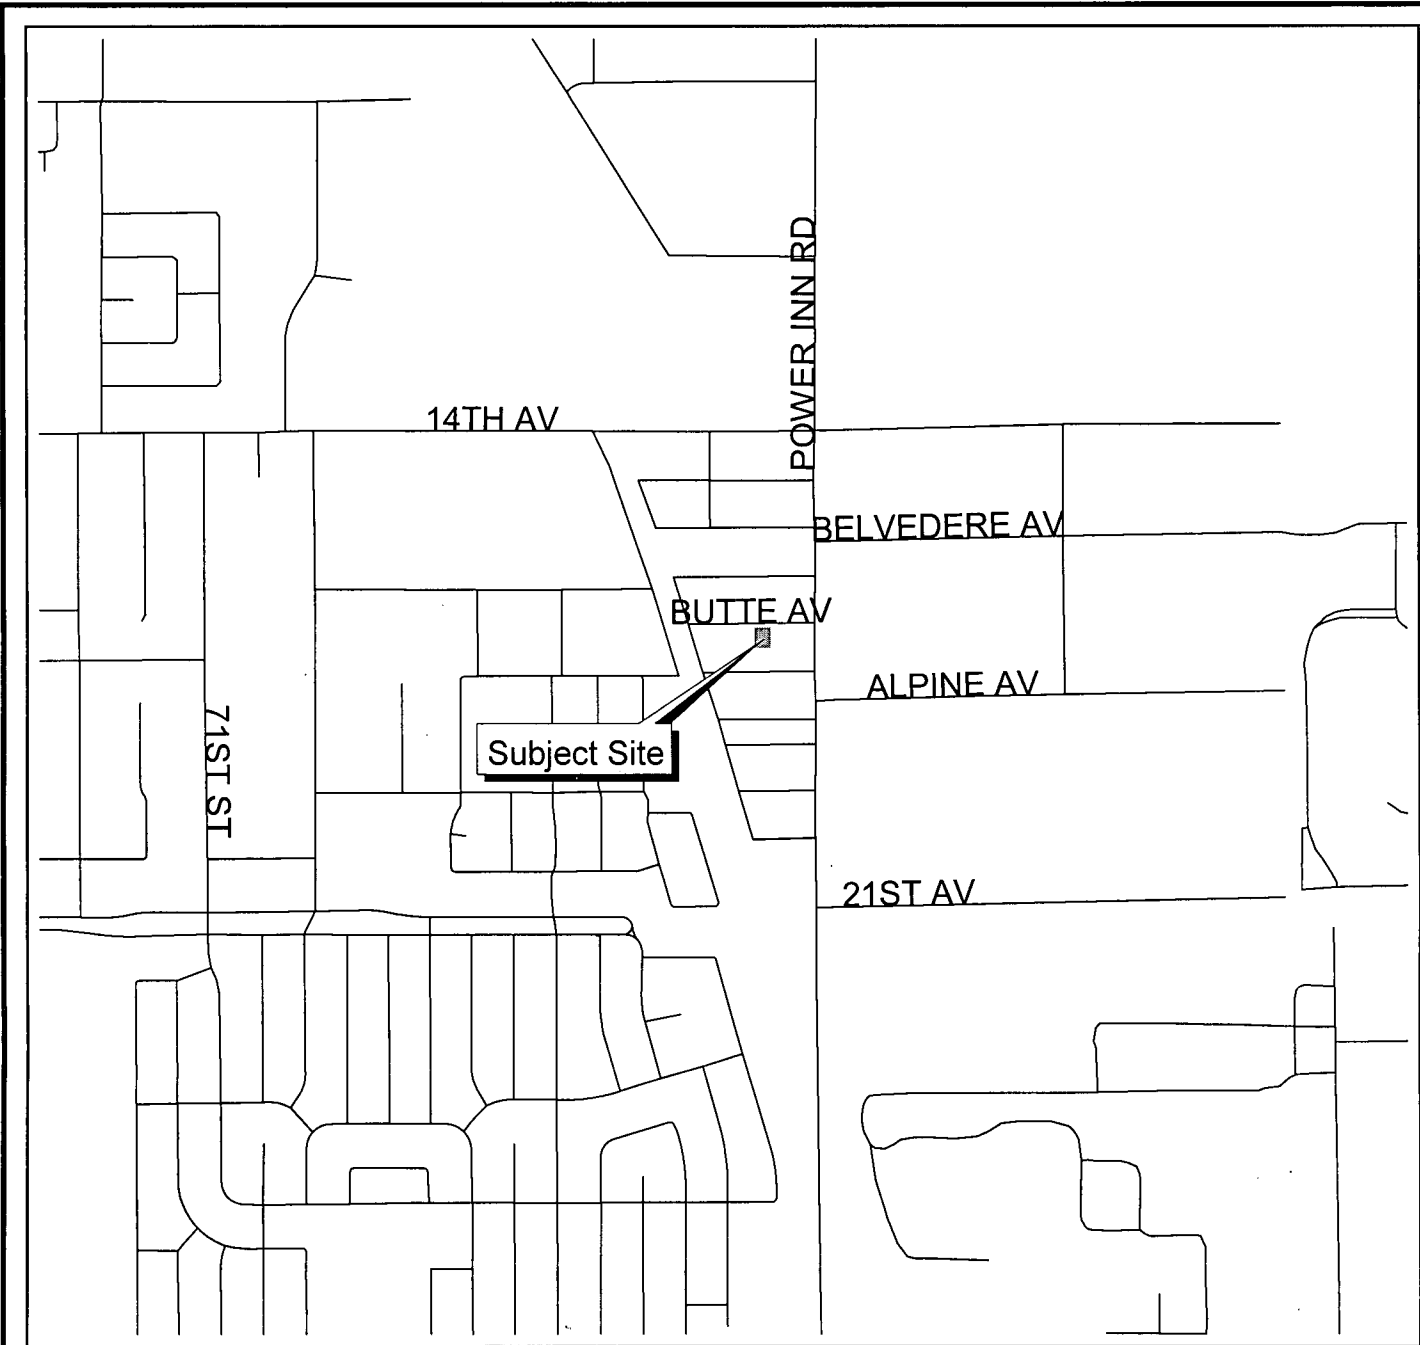 POWER INN RD
14TH AV
BELVEDERE AV
BUTTE AV
ALPINE AV
71ST ST
Subject Site
21ST AV